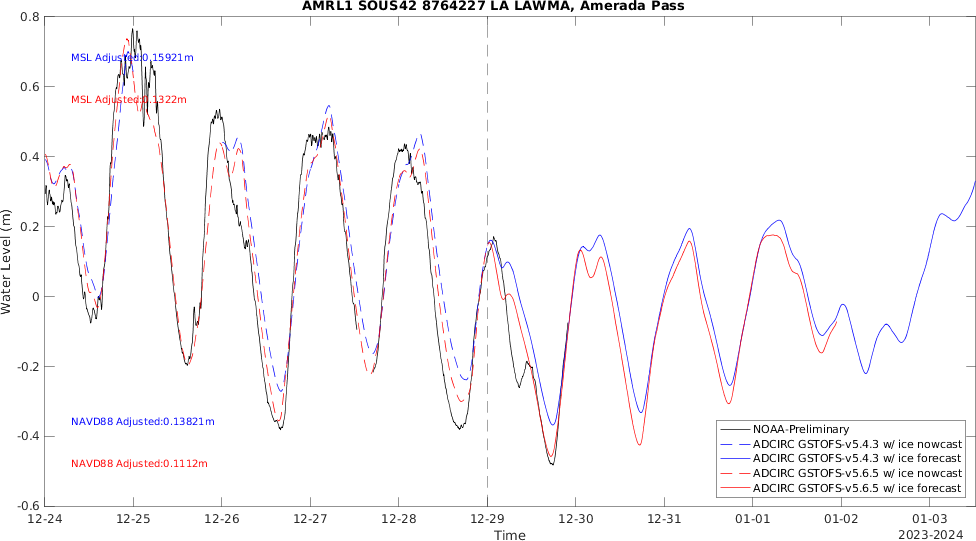 AMRL1 SOUS42 8764227 LA LAWMA, Amerada Pass
0.8
MSL Adjusted:0.15921m
0.6
MSL Adjusted:0.1322m
0.4
0.2
Water Level (m)
0
-0.2
NAVD88 Adjusted:0.13821m
-0.4
NAVD88 Adjusted:0.1112m
-0.6
NOAA-Preliminary
ADCIRC GSTOFS-v5.4.3 w/ ice nowcast
ADCIRC GSTOFS-v5.4.3 w/ ice forecast
ADCIRC GSTOFS-v5.6.5 w/ ice nowcast
ADCIRC GSTOFS-v5.6.5 w/ ice forecast
12-24 12-25 12-26 12-27 12-28 12-29 12-30 12-31 01-01 01-02 01-03
Time
2023-2024